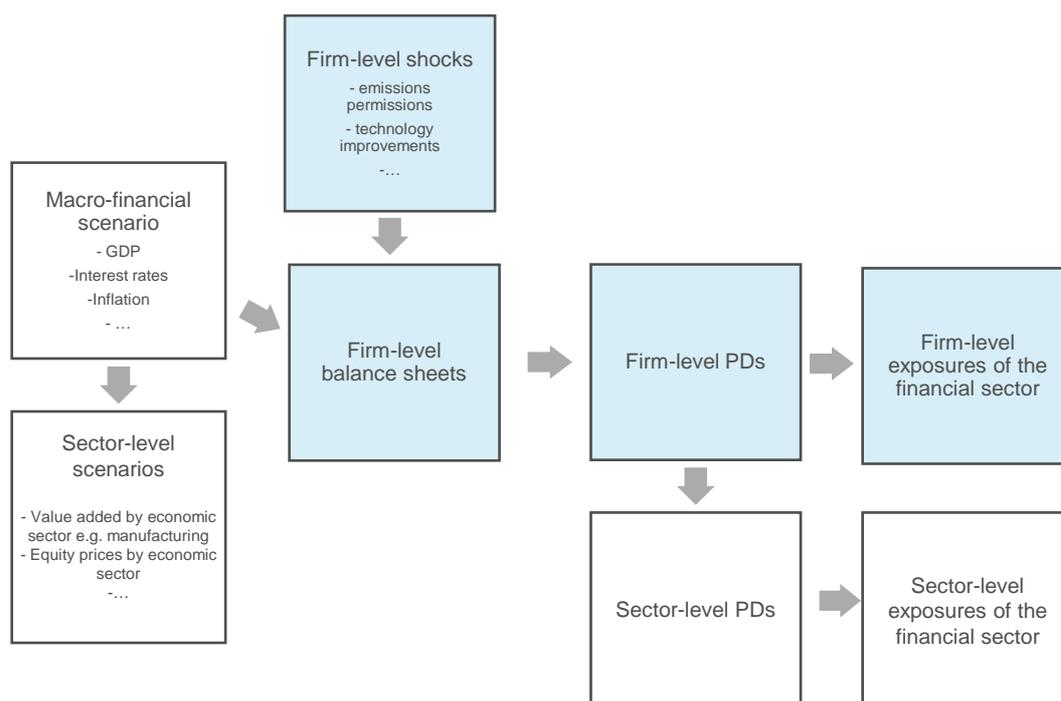 Firm-level shocks
- emissions
permissions
- technology
improvements
-...
Macro-financial
scenario
- GDP
-Interest rates
-Inflation
- ...
Firm-level
balance sheets
Firm-level PDs
Firm-level
exposures of the
financial sector
Sector-level
scenarios
- Value added by economic
sector e.g. manufacturing
- Equity prices by economic
sector
-...
Sector-level PDs
Sector-level
exposures of the
financial sector